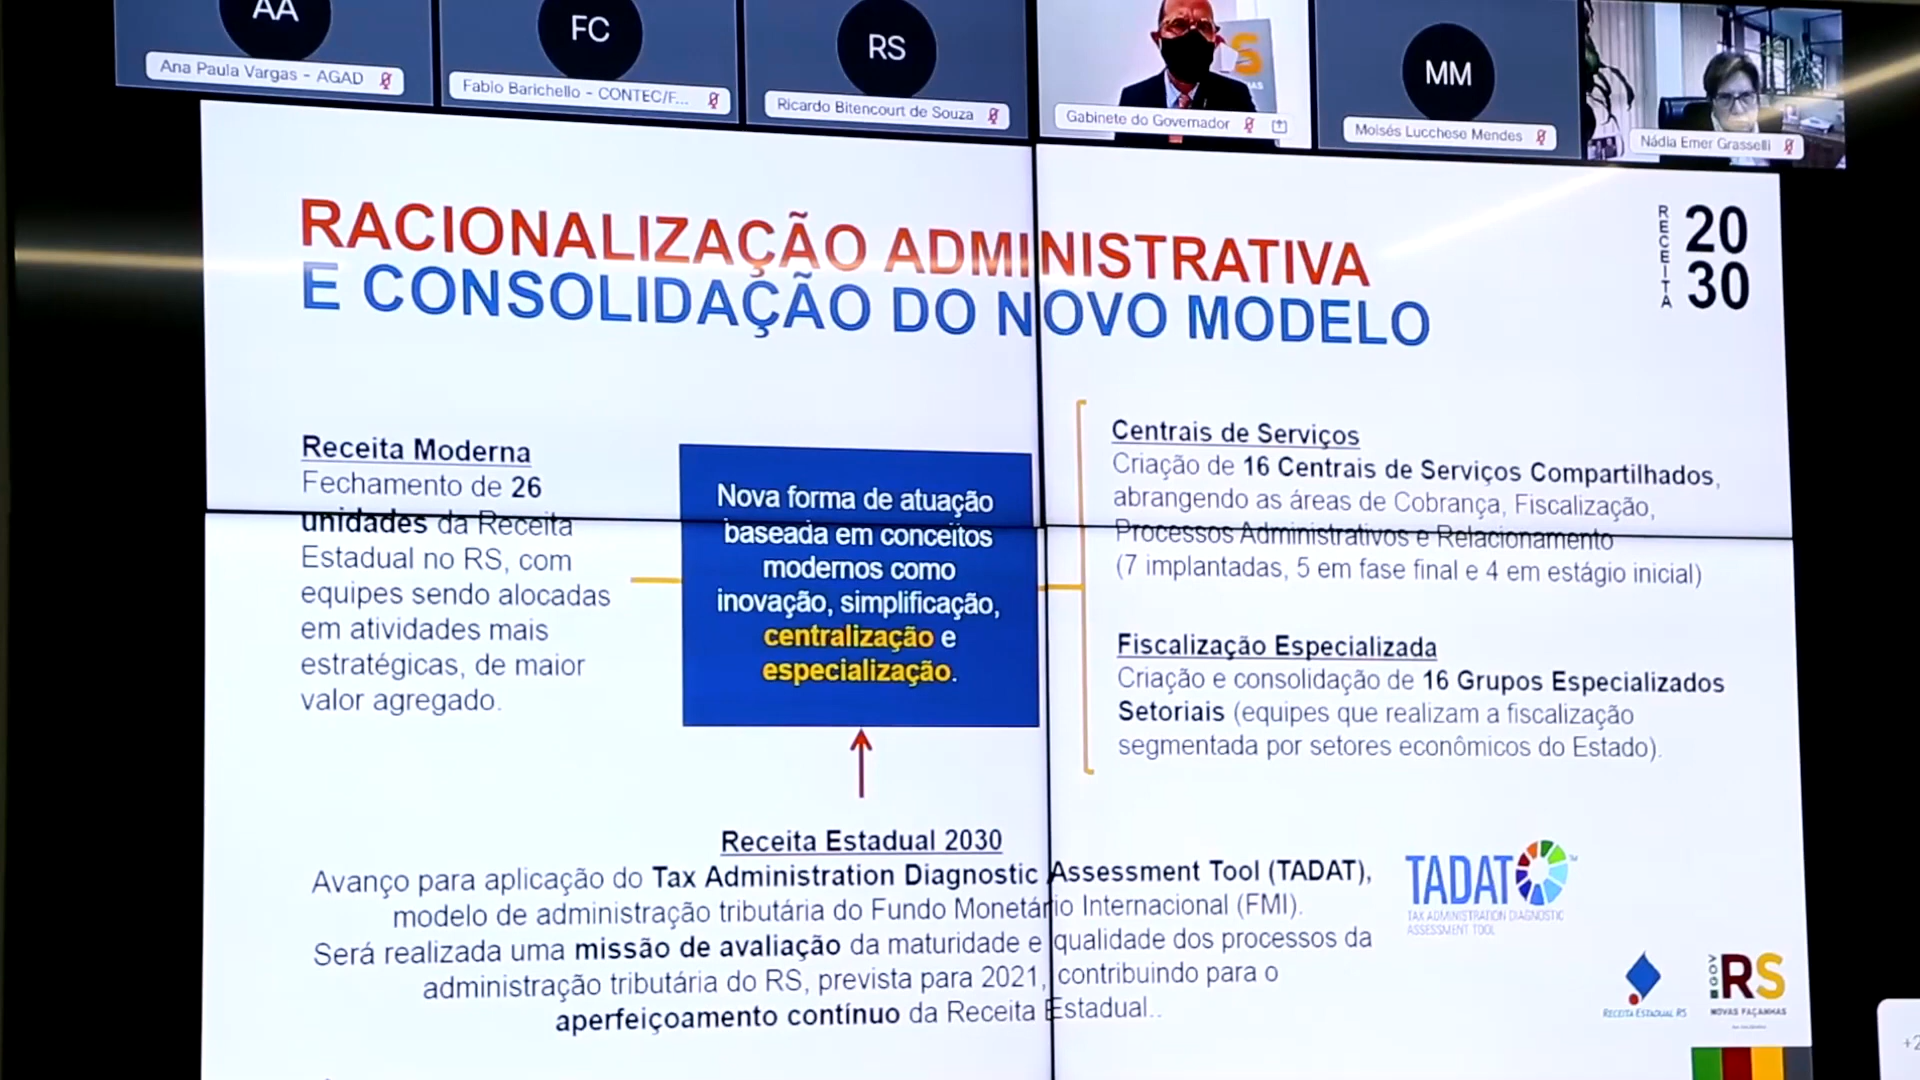 AA
Ana Paula Vargas - AGAD
FC
Fabio Barichello - CONTEC/F...
RS
Ricardo Bitencourt de Souza
S
Gabinete do Governador
MM
Moisés Lucchese Mendes
Nádia Emer Grasselli
RACIONALIZAÇÃO ADMINISTRATIVA
E CONSOLIDAÇÃO DO NOVO MODELO
RECEITA
20
30
Receita Moderna
Fechamento de 26
unidades da Receita
Estadual no RS, com
equipes sendo alocadas
em atividades mais
estratégicas, de maior
valor agregado.
Nova forma de atuação
baseada em conceitos
modernos como
inovação, simplificação,
centralização e
especialização.
Centrais de Serviços
Criação de 16 Centrais de Serviços Compartilhados,
abrangendo as áreas de Cobrança, Fiscalização,
Processos Administrativos e Relacionamento
(7 implantadas, 5 em fase final e 4 em estágio inicial)
Fiscalização Especializada
Criação e consolidação de 16 Grupos Especializados
Setoriais (equipes que realizam a fiscalização
segmentada por setores econômicos do Estado).
Receita Estadual 2030
Avanço para aplicação do Tax Administration Diagnostic Assessment Tool (TADAT),
modelo de administração tributária do Fundo Monetário Internacional (FMI).
Será realizada uma missão de avaliação da maturidade e qualidade dos processos da
administração tributária do RS, prevista para 2021, contribuindo para o
aperfeiçoamento contínuo da Receita Estadual..
TADAT
TAX ADMINISTRATION DIAGNOSTIC
ASSESSMENT TOOL
RECEITA ESTADUAL RS
GOV
RS
NOVAS FAÇANHAS
+2